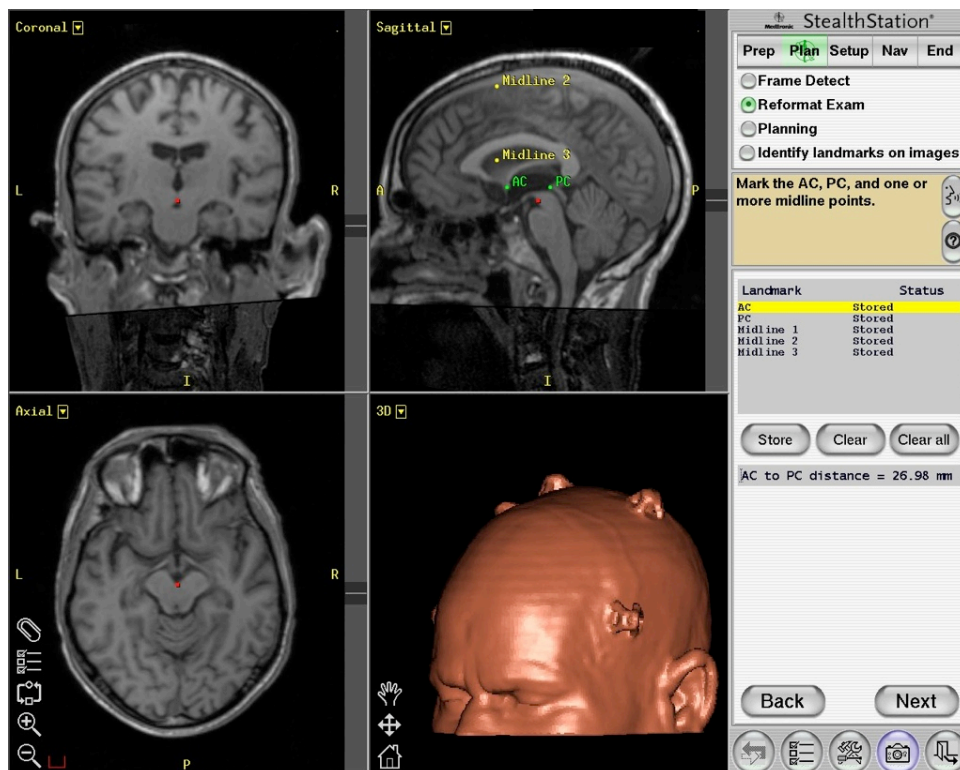 Coronal
L
R
I
Sagittal
Midline 2
Midline 3
AC
PC
A
P
I
Axial
L
R
P
3D
Medtronic
StealthStation®
Prep Plan Setup Nav End
Frame Detect
Reformat Exam
Planning
Identify landmarks on images
Mark the AC, PC, and one or
more midline points.
?
Landmark Status
AC Stored
PC Stored
Midline 1 Stored
Midline 2 Stored
Midline 3 Stored
Store Clear Clear all
AC to PC distance = 26.98 mm
Back Next